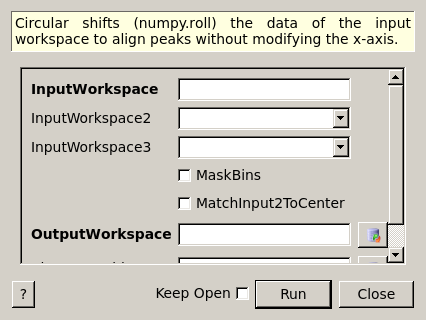 Circular shifts (numpy.roll) the data of the input
workspace to align peaks without modifying the x-axis.
InputWorkspace
InputWorkspace2
InputWorkspace3
MaskBins
MatchInput2ToCenter
OutputWorkspace
?
Keep Open
Run
Close